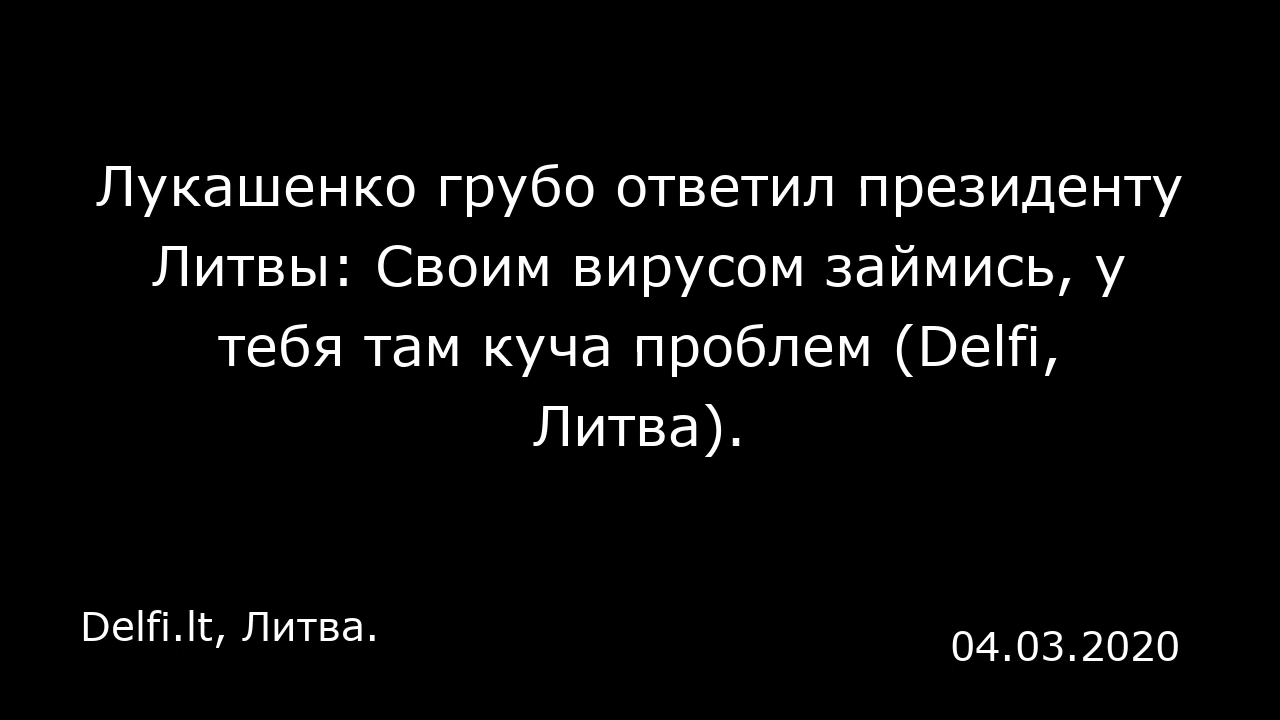 Лукашенко грубо ответил президенту
Литвы: Своим вирусом займись, у
тебя там куча проблем (Delfi,
Литва).
Delfi.lt, Литва.
04.03.2020